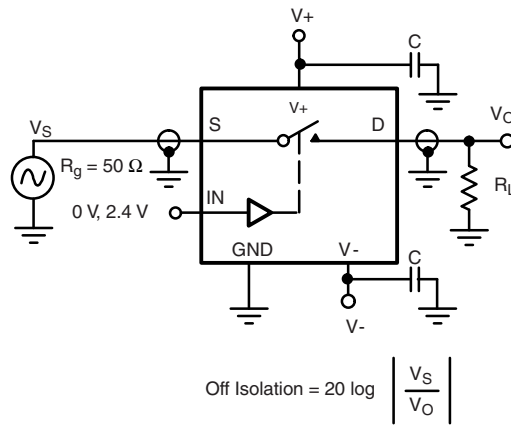 V+
C
V+
VS
S
D
VO
Rg = 50 Ω
RL
0 V, 2.4 V
IN
GND
V-
C
V-
Off Isolation = 20 log | VS / VO |